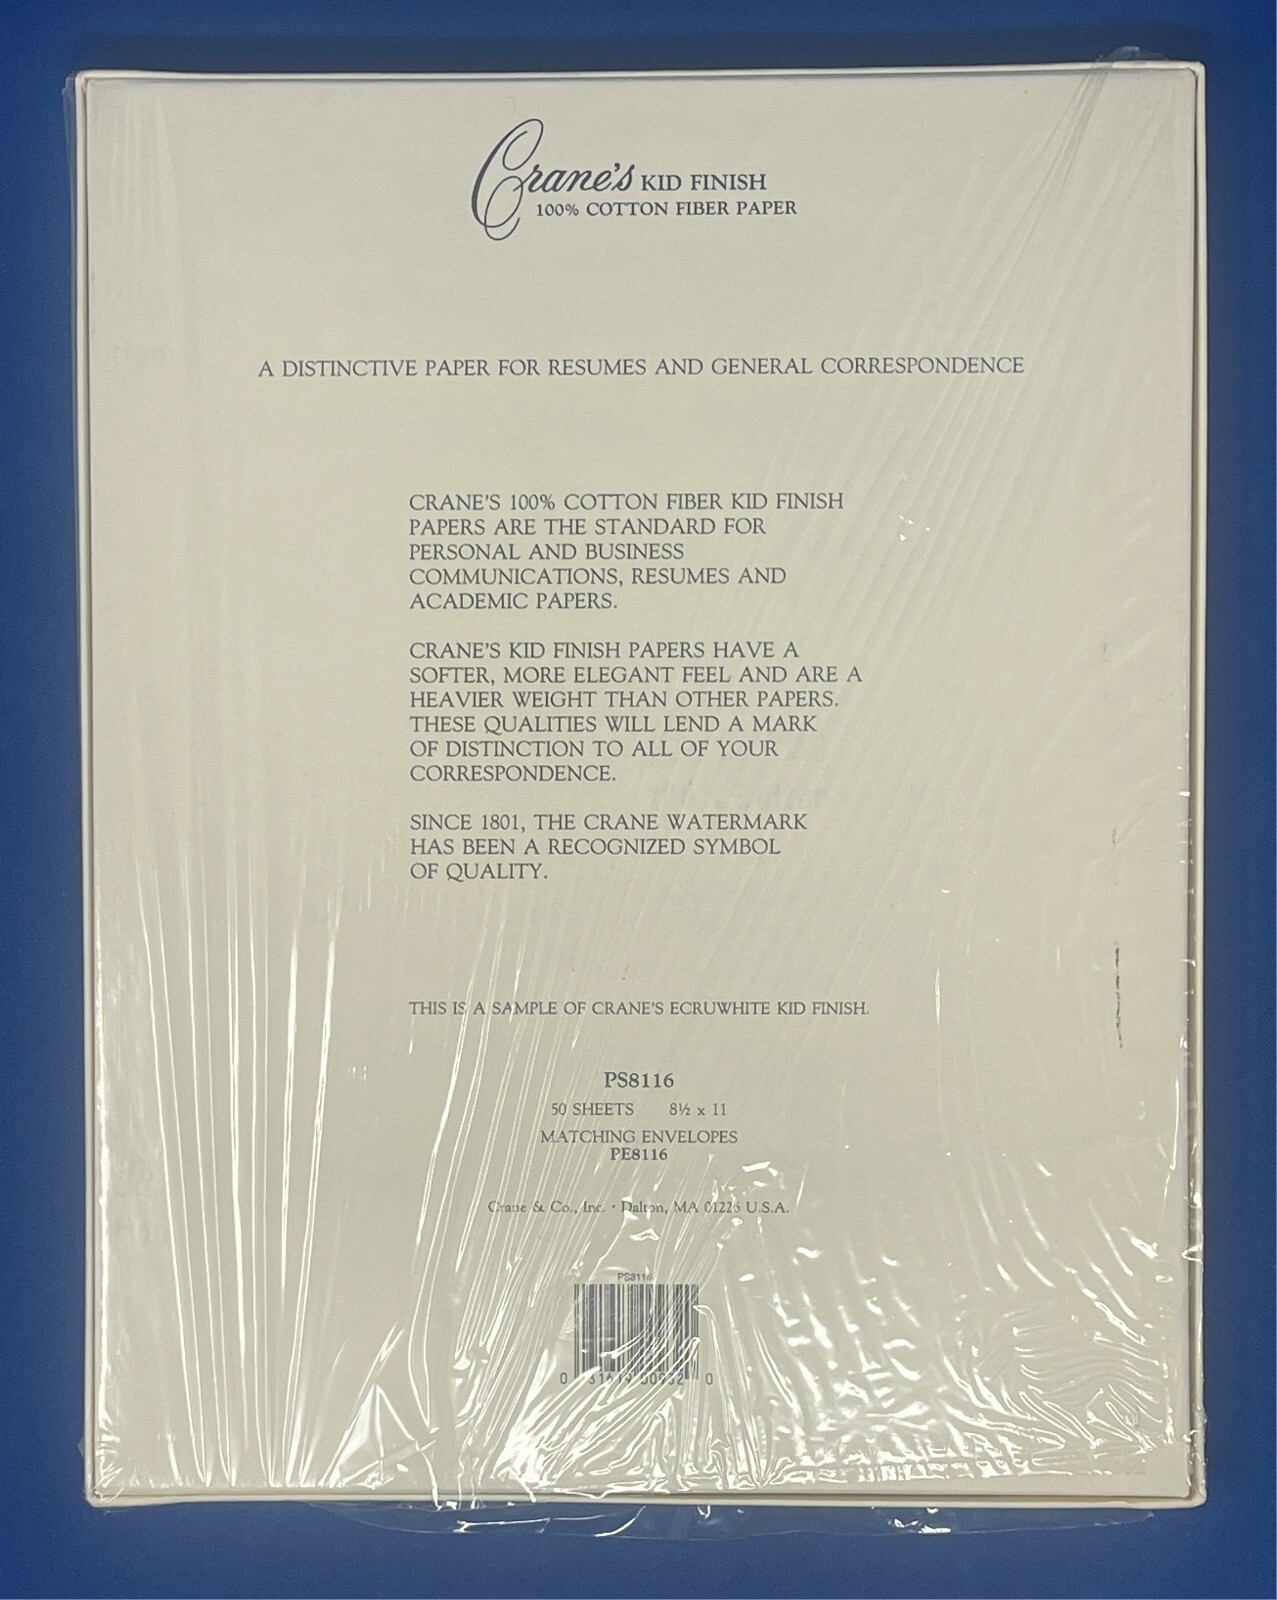 Crane's KID FINISH
100% COTTON FIBER PAPER
A DISTINCTIVE PAPER FOR RESUMES AND GENERAL CORRESPONDENCE
CRANE'S 100% COTTON FIBER KID FINISH
PAPERS ARE THE STANDARD FOR
PERSONAL AND BUSINESS
COMMUNICATIONS, RESUMES AND
ACADEMIC PAPERS.
CRANE'S KID FINISH PAPERS HAVE A
SOFTER, MORE ELEGANT FEEL AND ARE A
HEAVIER WEIGHT THAN OTHER PAPERS.
THESE QUALITIES WILL LEND A MARK
OF DISTINCTION TO ALL OF YOUR
CORRESPONDENCE.
SINCE 1801, THE CRANE WATERMARK
HAS BEEN A RECOGNIZED SYMBOL
OF QUALITY.
THIS IS A SAMPLE OF CRANE'S ECRUWHITE KID FINISH.
PS8116
50 SHEETS 8½ x 11
MATCHING ENVELOPES
PE8116
Crane & Co., Inc. · Dalton, MA 01226 U.S.A.
PS8116
0 0